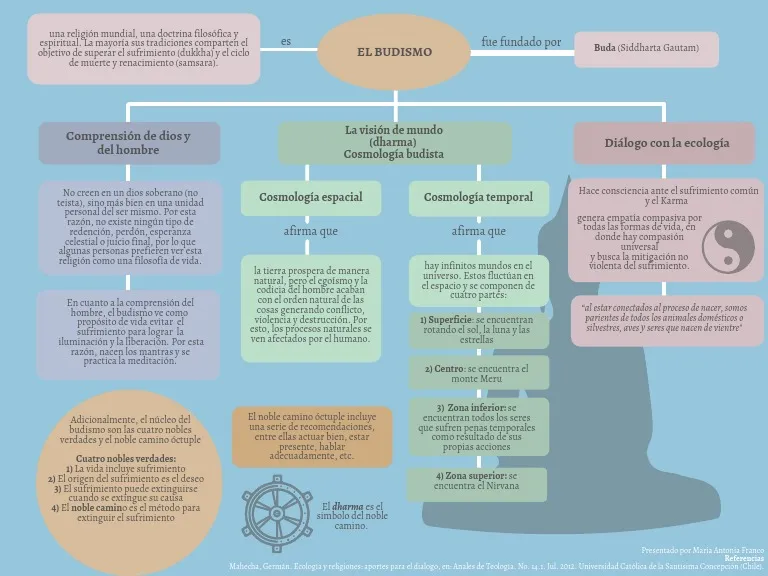 una religión mundial, una doctrina filosófica y
espiritual. La mayoría sus tradiciones comparten el
objetivo de superar el sufrimiento (dukkha) y el ciclo
de muerte y renacimiento (samsara).
es
EL BUDISMO
fue fundado por
Buda (Siddharta Gautam)
Comprensión de dios y
del hombre
No creen en un dios soberano (no
teísta), sino más bien en una unidad
personal del ser mismo. Por esta
razón, no existe ningún tipo de
redención, perdón, esperanza
celestial o juicio final, por lo que
algunas personas prefieren ver esta
religión como una filosofía de vida.
En cuanto a la comprensión del
hombre, el budismo ve como
propósito de vida evitar el
sufrimiento para lograr la
iluminación y la liberación. Por esta
razón, nacen los mantras y se
practica la meditación.
La visión de mundo
(dharma)
Cosmología budista
Cosmología espacial
afirma que
la tierra prospera de manera
natural, pero el egoísmo y la
codicia del hombre acaban
con el orden natural de las
cosas generando conflicto,
violencia y destrucción. Por
esto, los procesos naturales se
ven afectados por el humano.
Cosmología temporal
afirma que
hay infinitos mundos en el
universo. Estos fluctúan en
el espacio y se componen de
cuatro partes:
1) Superficie: se encuentran
rotando el sol, la luna y las
estrellas
2) Centro: se encuentra el
monte Meru
3) Zona inferior: se
encuentran todos los seres
que sufren penas temporales
como resultado de sus
propias acciones
4) Zona superior: se
encuentra el Nirvana
Diálogo con la ecología
Hace consciencia ante el sufrimiento común
y el Karma
genera empatía compasiva por
todas las formas de vida, en
donde hay compasión
universal
y busca la mitigación no
violenta del sufrimiento.
"al estar conectados al proceso de nacer, somos
parientes de todos los animales domésticos o
silvestres, aves y seres que nacen de vientre"
Adicionalmente, el núcleo del
budismo son las cuatro nobles
verdades y el noble camino óctuple
Cuatro nobles verdades:
1) La vida incluye sufrimiento
2) El origen del sufrimiento es el deseo
3) El sufrimiento puede extinguirse
cuando se extingue su causa
4) El noble camino es el método para
extinguir el sufrimiento
El noble camino óctuple incluye
una serie de recomendaciones,
entre ellas actuar bien, estar
presente, hablar
adecuadamente, etc.
El dharma es el
símbolo del noble
camino.
Presentado por María Antonia Franco
Referencias
Mahecha, Germán. Ecología y religiones: aportes para el dialogo, en: Anales de Teología. No. 14.1. Jul. 2012. Universidad Católica de la Santísima Concepción (Chile).